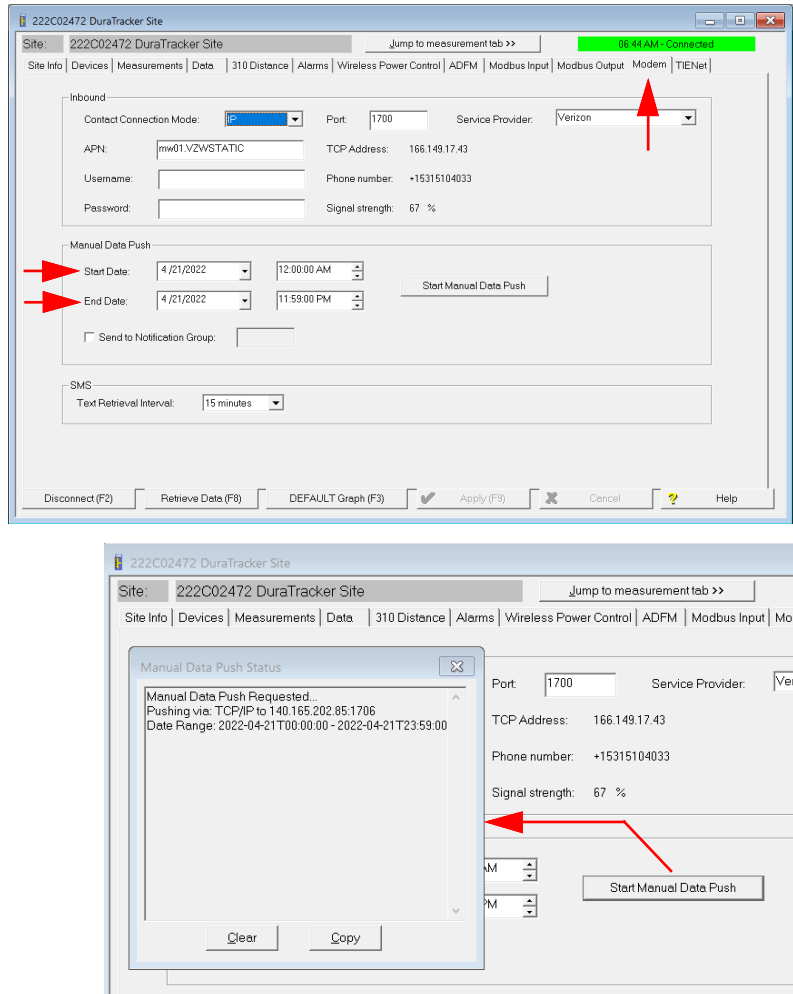 222C02472 DuraTracker Site
Site: 222C02472 DuraTracker Site Jump to measurement tab >> 06:44 AM - Connected
Site Info Devices Measurements Data 310 Distance Alarms Wireless Power Control ADFM Modbus Input Modbus Output Modem TIENet
Inbound
Contact Connection Mode: IP Port: 1700 Service Provider: Verizon
APN: mw01.VZWSTATIC TCP Address: 166.149.17.43
Username: Phone number: +15315104033
Password: Signal strength: 67 %
Manual Data Push
Start Date: 4 /21/2022 12:00:00 AM
Start Manual Data Push
End Date: 4 /21/2022 11:59:00 PM
Send to Notification Group:
SMS
Text Retrieval Interval: 15 minutes
Disconnect (F2) Retrieve Data (F8) DEFAULT Graph (F3) Apply (F9) Cancel ? Help
222C02472 DuraTracker Site
Site: 222C02472 DuraTracker Site Jump to measurement tab >>
Site Info Devices Measurements Data 310 Distance Alarms Wireless Power Control ADFM Modbus Input Mo
Manual Data Push Status
Manual Data Push Requested...
Pushing via: TCP/IP to 140.165.202.85:1706
Date Range: 2022-04-21T00:00:00 - 2022-04-21T23:59:00
Clear Copy
Port: 1700 Service Provider: Ver
TCP Address: 166.149.17.43
Phone number: +15315104033
Signal strength: 67 %
AM
Start Manual Data Push
PM